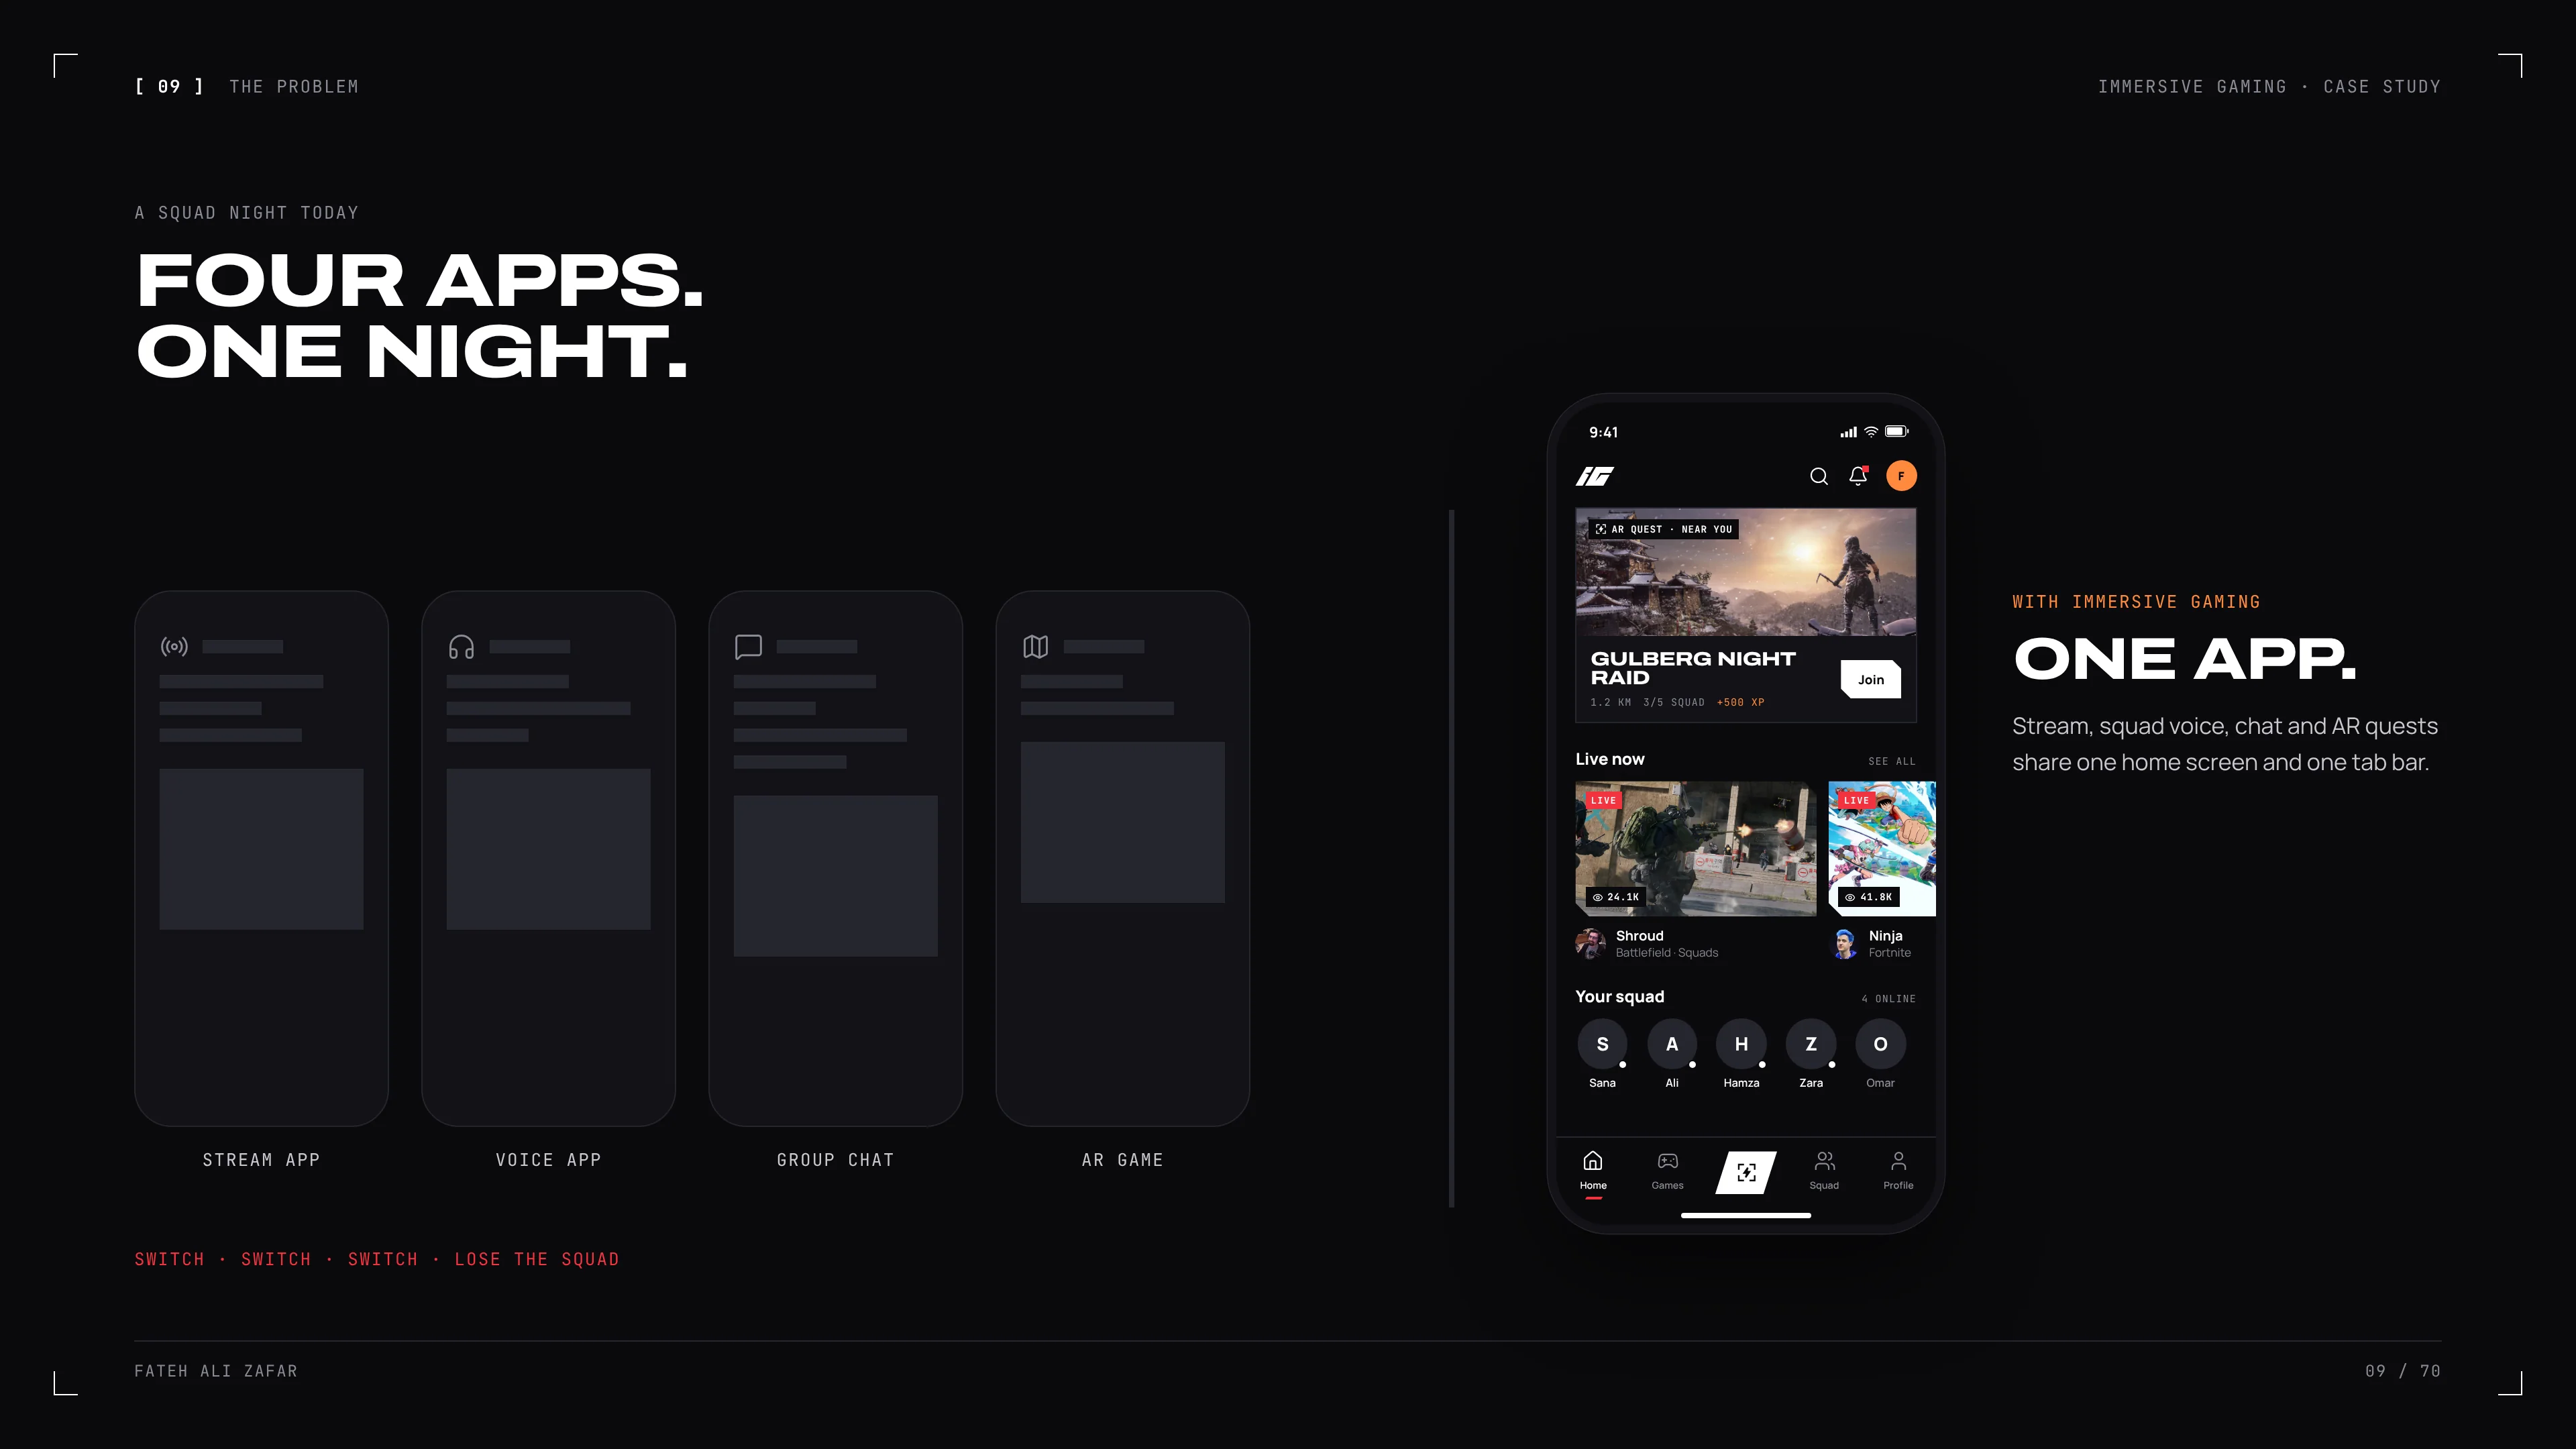 [ 09 ] THE PROBLEM
IMMERSIVE GAMING · CASE STUDY
A SQUAD NIGHT TODAY
FOUR APPS.
ONE NIGHT.
STREAM APP
VOICE APP
GROUP CHAT
AR GAME
SWITCH · SWITCH · SWITCH · LOSE THE SQUAD
9:41
iG
F
AR QUEST · NEAR YOU
GULBERG NIGHT
RAID
Join
1.2 KM 3/5 SQUAD +500 XP
Live now
SEE ALL
LIVE
LIVE
24.1K
41.8K
Shroud
Battlefield · Squads
Ninja
Fortnite
Your squad
4 ONLINE
S
A
H
Z
O
Sana
Ali
Hamza
Zara
Omar
Home
Games
Squad
Profile
WITH IMMERSIVE GAMING
ONE APP.
Stream, squad voice, chat and AR quests
share one home screen and one tab bar.
FATEH ALI ZAFAR
09 / 70